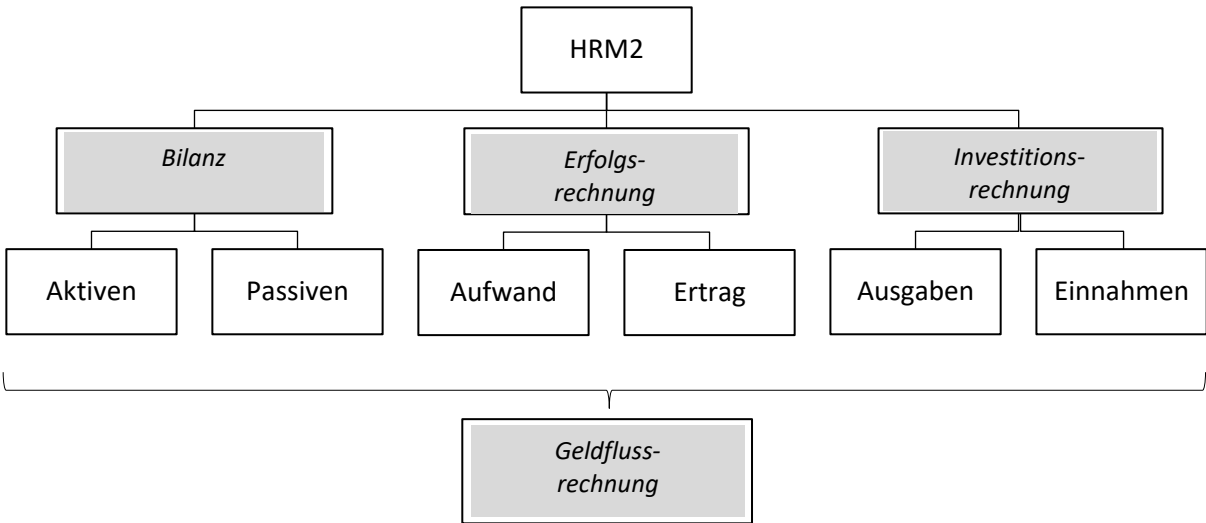 HRM2
Bilanz
Erfolgs-
rechnung
Investitions-
rechnung
Aktiven
Passiven
Aufwand
Ertrag
Ausgaben
Einnahmen
Geldfluss-
rechnung